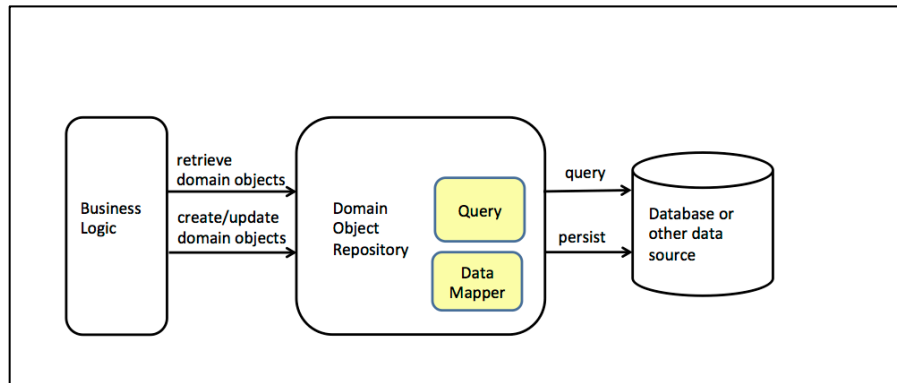 Business
Logic
retrieve
domain objects
create/update
domain objects
Domain
Object
Repository
Query
Data
Mapper
query
persist
Database or
other data
source